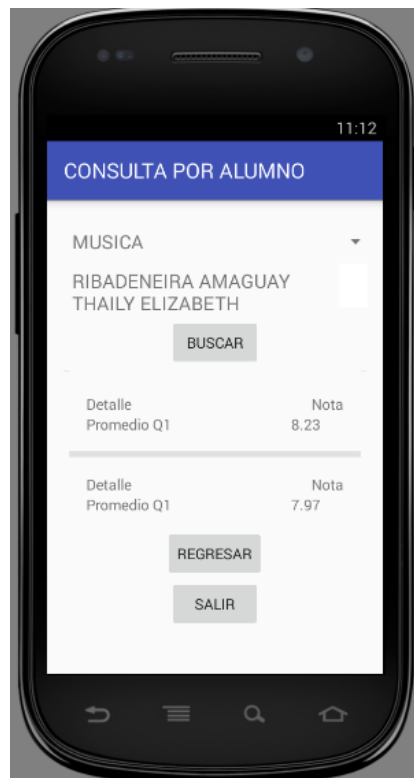 11:12
CONSULTA POR ALUMNO
MUSICA
RIBADENEIRA AMAGUAY
THAILY ELIZABETH
BUSCAR
Detalle Nota
Promedio Q1 8.23
Detalle Nota
Promedio Q1 7.97
REGRESAR
SALIR